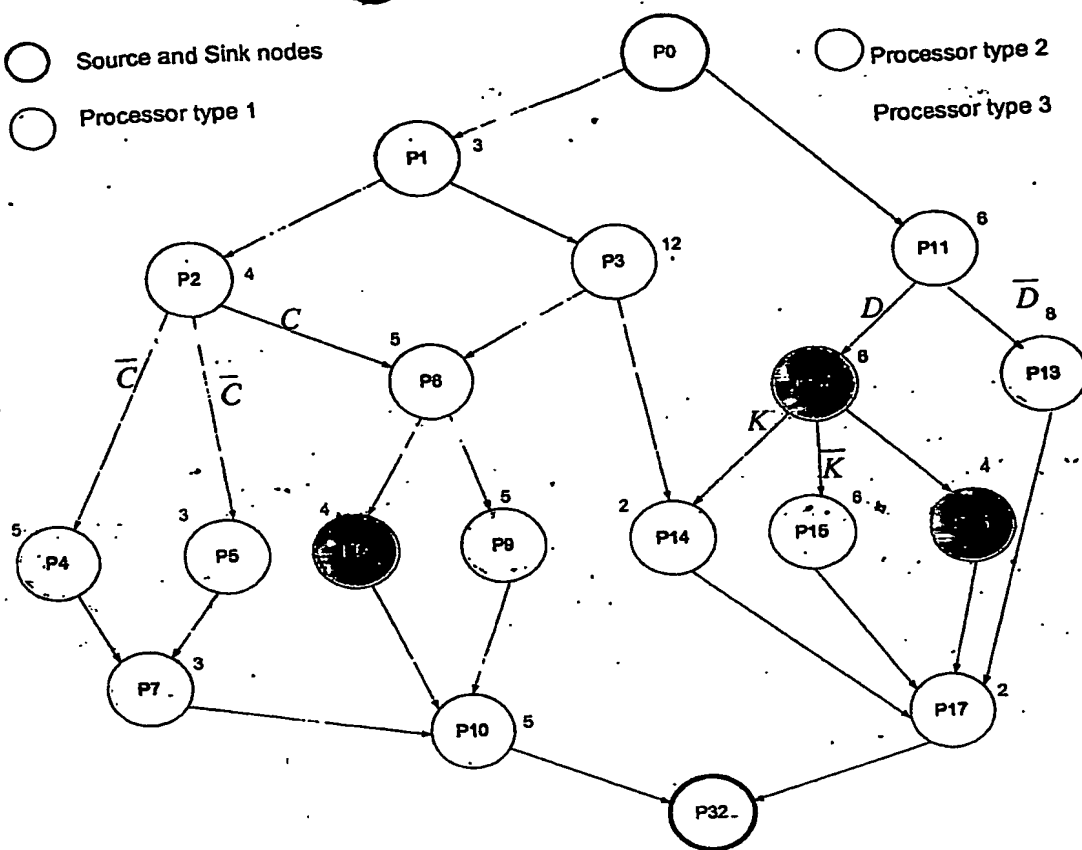 P0
Source and Sink nodes
Processor type 2
Processor type 1
Processor type 3
P1
3
P2
4
P3
12
P11
6
C
D
D̅
8
C̅
C̅
5
P6
6
P13
K
K̅
4
5
P4
3
P5
4
5
P9
2
P14
6
P15
P7
3
P10
5
P17
2
P32